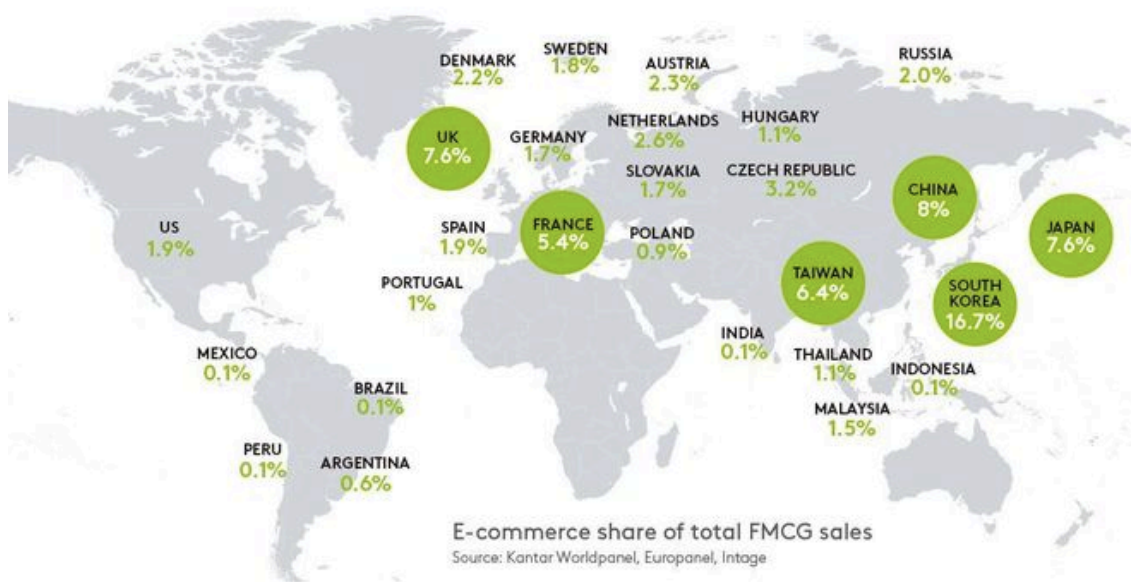 DENMARK
2.2%
SWEDEN
1.8%
AUSTRIA
2.3%
RUSSIA
2.0%
UK
7.6%
GERMANY
1.7%
NETHERLANDS
2.6%
HUNGARY
1.1%
SLOVAKIA
1.7%
CZECH REPUBLIC
3.2%
CHINA
8%
US
1.9%
SPAIN
1.9%
FRANCE
5.4%
POLAND
0.9%
JAPAN
7.6%
PORTUGAL
1%
TAIWAN
6.4%
SOUTH
KOREA
16.7%
INDIA
0.1%
MEXICO
0.1%
THAILAND
1.1%
INDONESIA
0.1%
BRAZIL
0.1%
MALAYSIA
1.5%
PERU
0.1%
ARGENTINA
0.6%
E-commerce share of total FMCG sales
Source: Kantar Worldpanel, Europanel, Intage